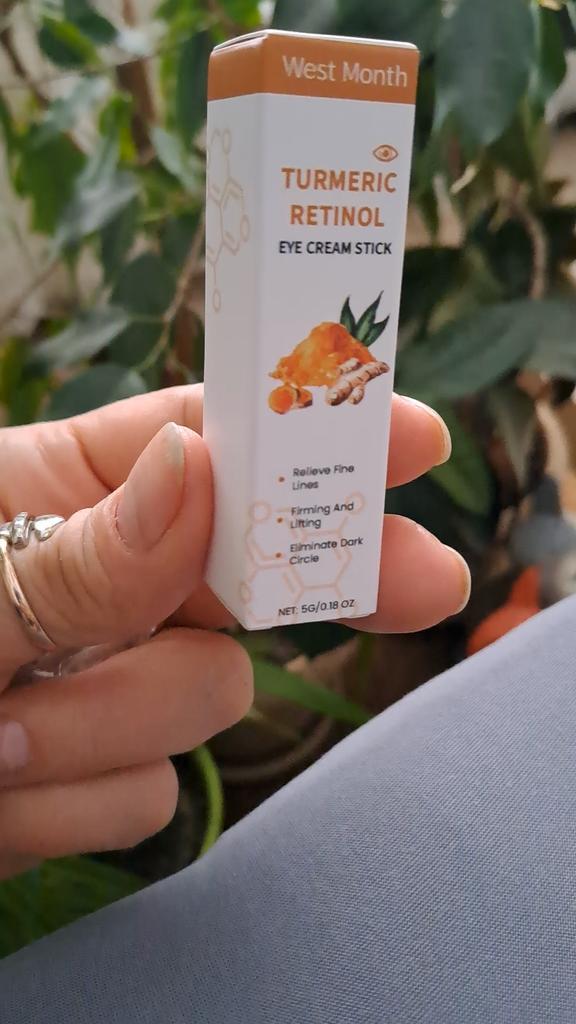 West Month
TURMERIC
RETINOL
EYE CREAM STICK
• Relieve Fine
Lines
• Firming And
Lifting
• Eliminate Dark
Circle
NET: 5G/0.18 OZ